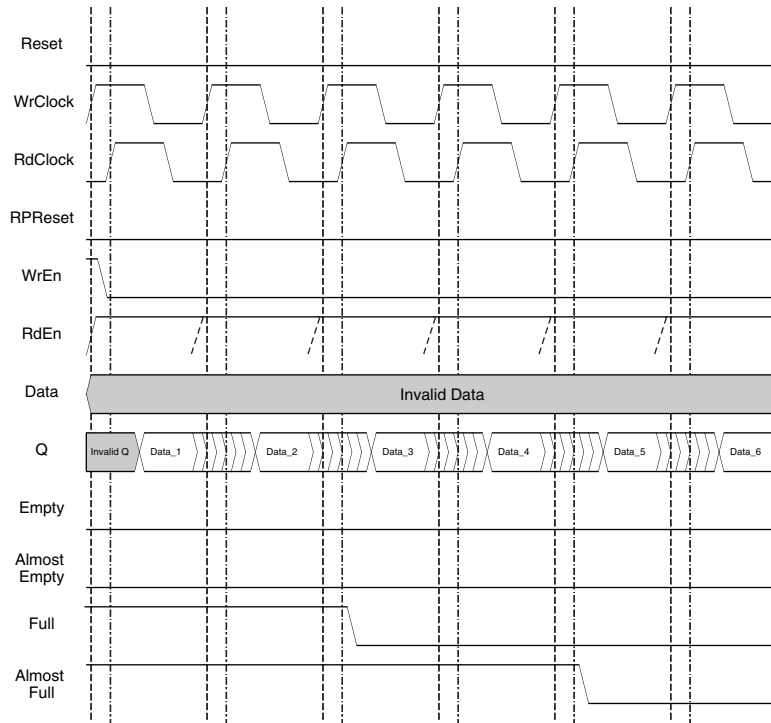 Reset
WrClock
RdClock
RPReset
WrEn
RdEn
Data
Invalid Data
Q
Invalid Q
Data_1
Data_2
Data_3
Data_4
Data_5
Data_6
Empty
Almost
Empty
Full
Almost
Full